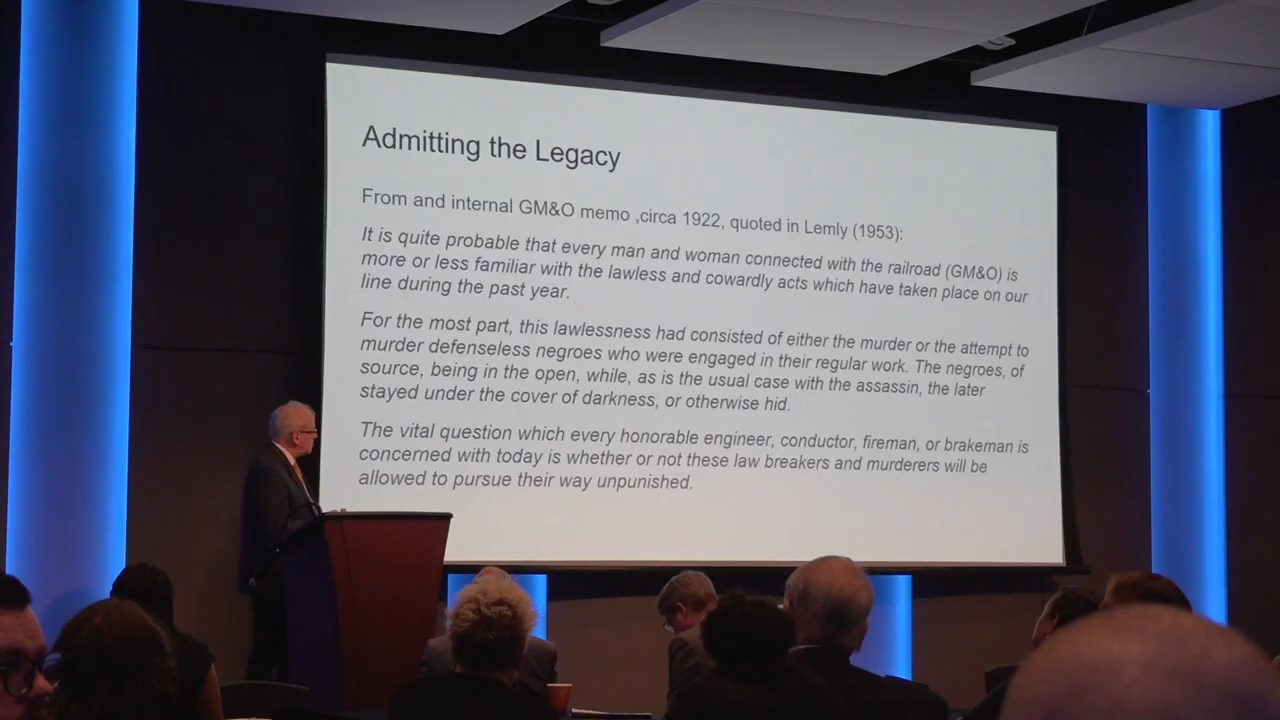 Admitting the Legacy
From and internal GM&O memo ,circa 1922, quoted in Lemly (1953):
It is quite probable that every man and woman connected with the railroad (GM&O) is
more or less familiar with the lawless and cowardly acts which have taken place on our
line during the past year.
For the most part, this lawlessness had consisted of either the murder or the attempt to
murder defenseless negroes who were engaged in their regular work. The negroes, of
source, being in the open, while, as is the usual case with the assassin, the later
stayed under the cover of darkness, or otherwise hid.
The vital question which every honorable engineer, conductor, fireman, or brakeman is
concerned with today is whether or not these law breakers and murderers will be
allowed to pursue their way unpunished.